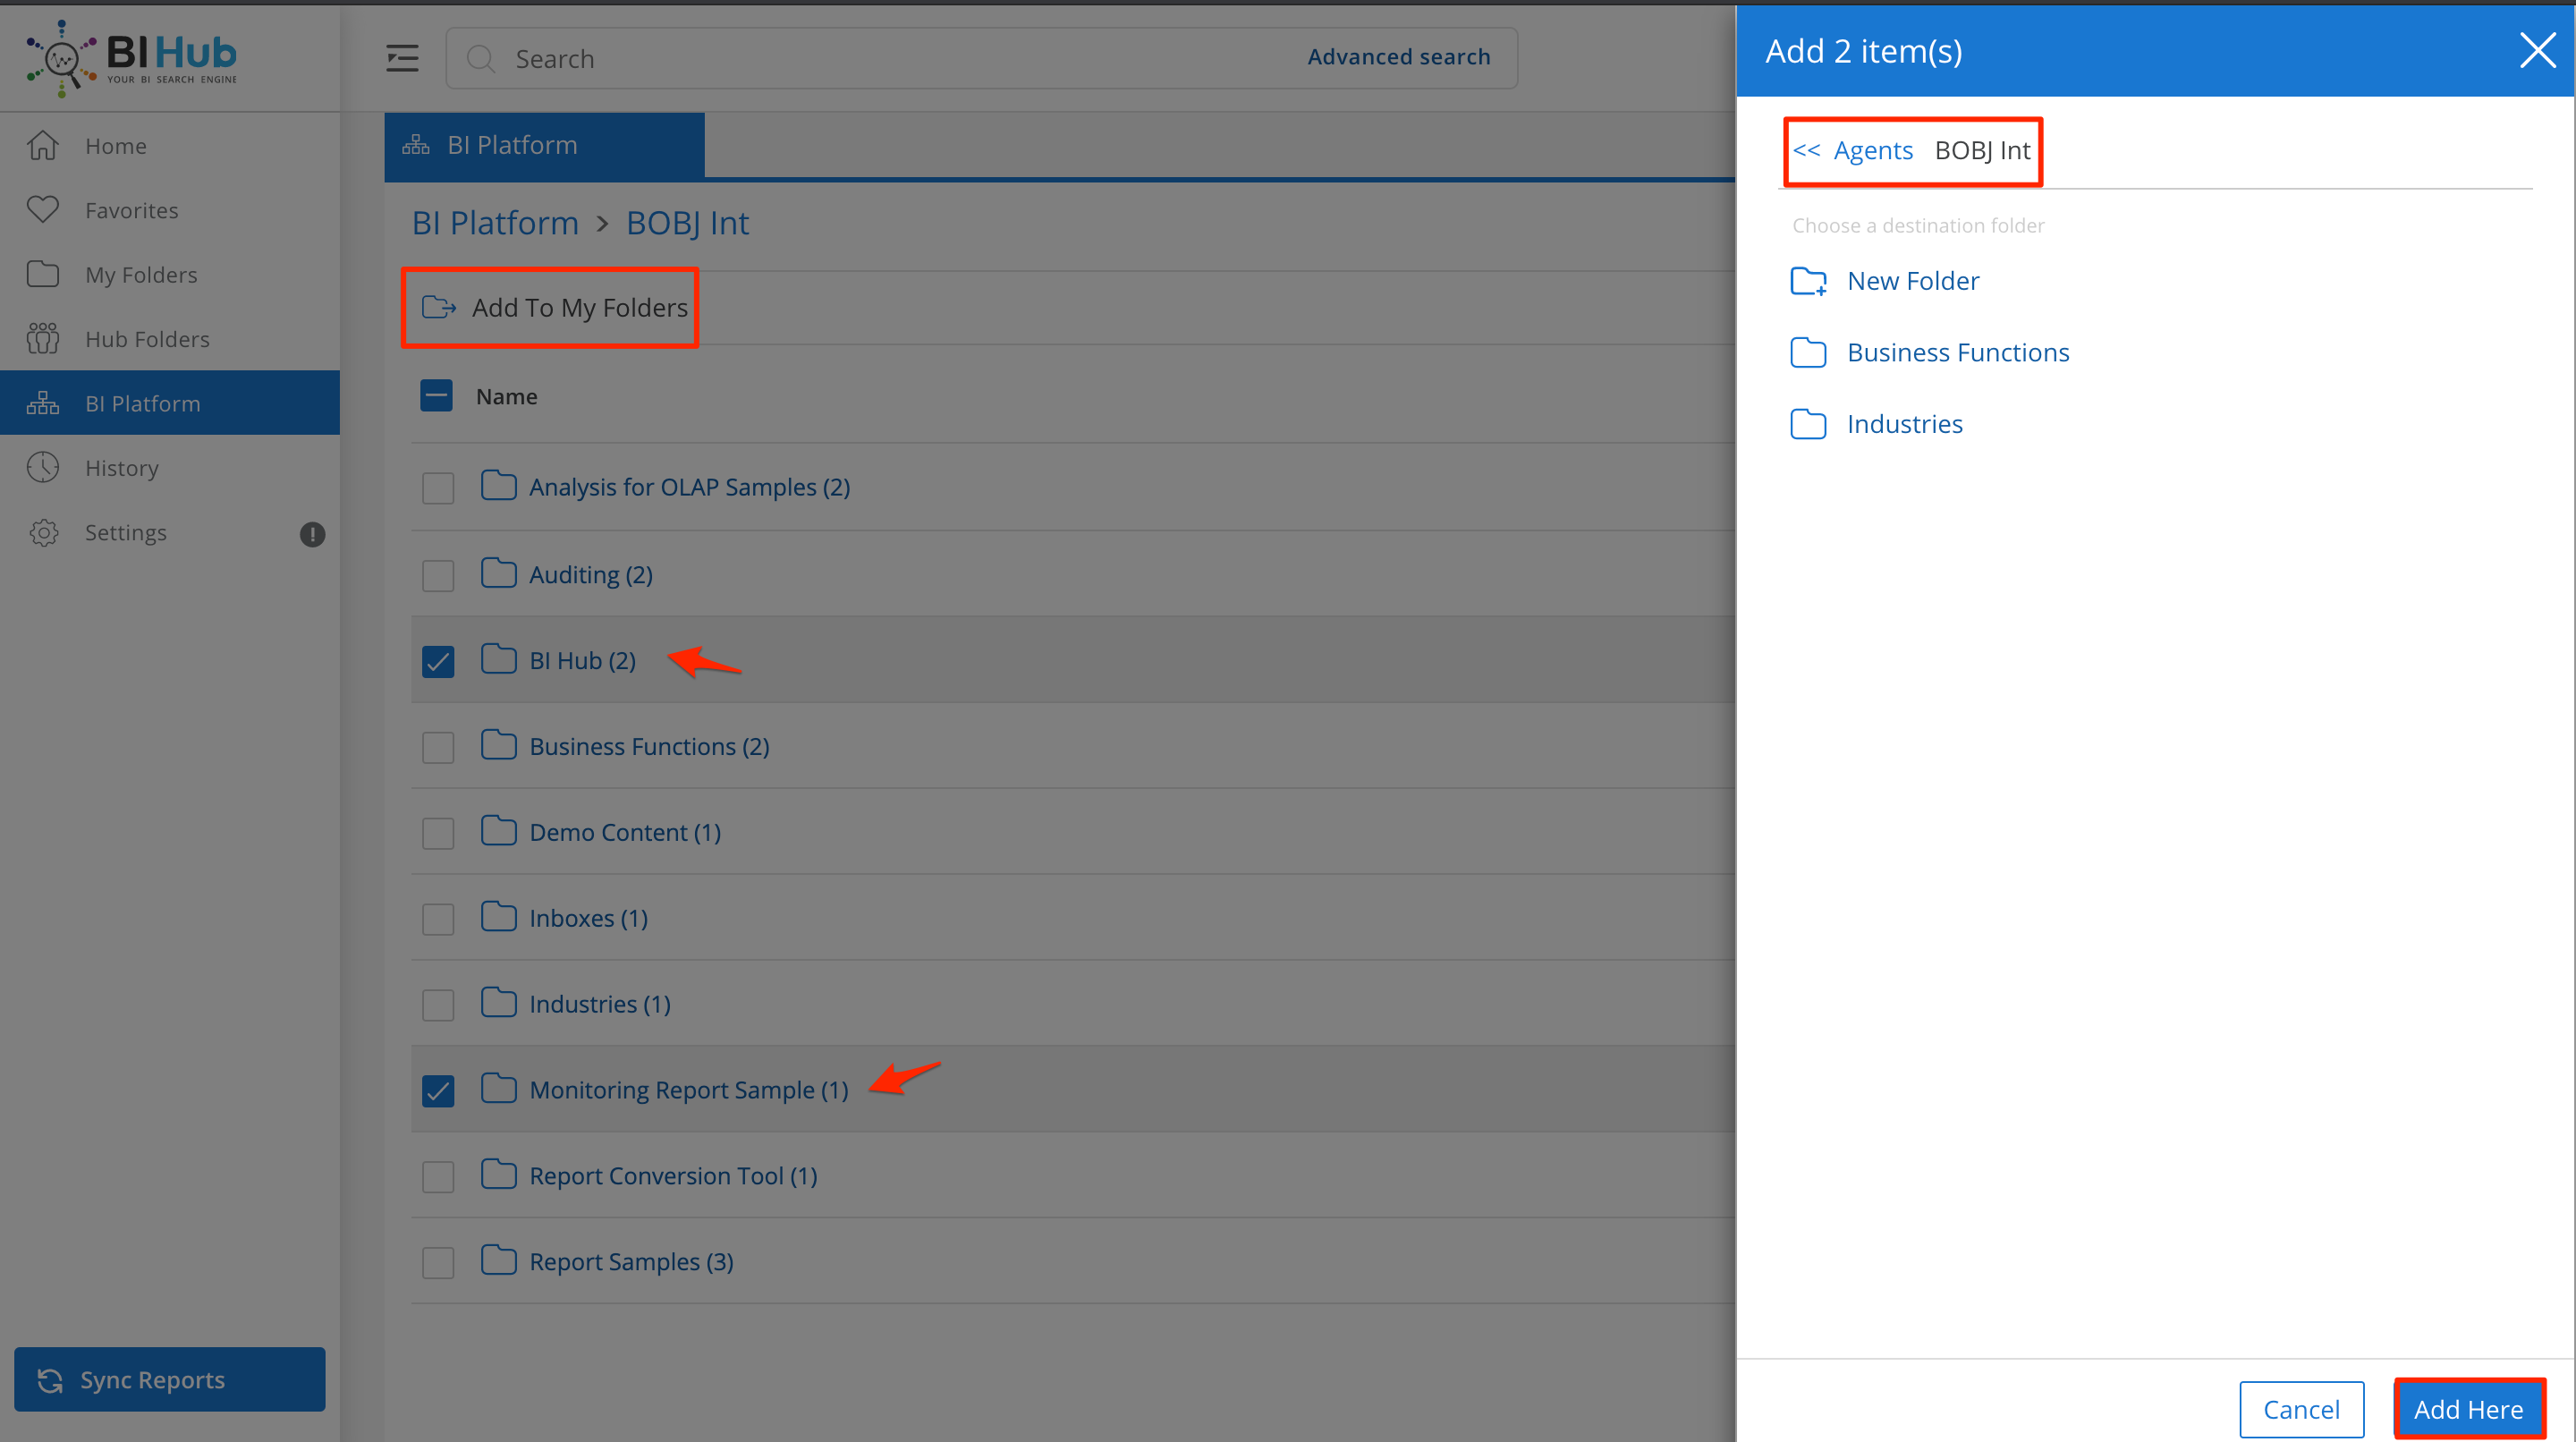 BI Hub
YOUR BI SEARCH ENGINE
Search
Advanced search
Home
Favorites
My Folders
Hub Folders
BI Platform
History
Settings
!
Sync Reports
BI Platform
BI Platform > BOBJ Int
Add To My Folders
Name
Analysis for OLAP Samples (2)
Auditing (2)
BI Hub (2)
Business Functions (2)
Demo Content (1)
Inboxes (1)
Industries (1)
Monitoring Report Sample (1)
Report Conversion Tool (1)
Report Samples (3)
Add 2 item(s)
<< Agents BOBJ Int
Choose a destination folder
New Folder
Business Functions
Industries
Cancel
Add Here